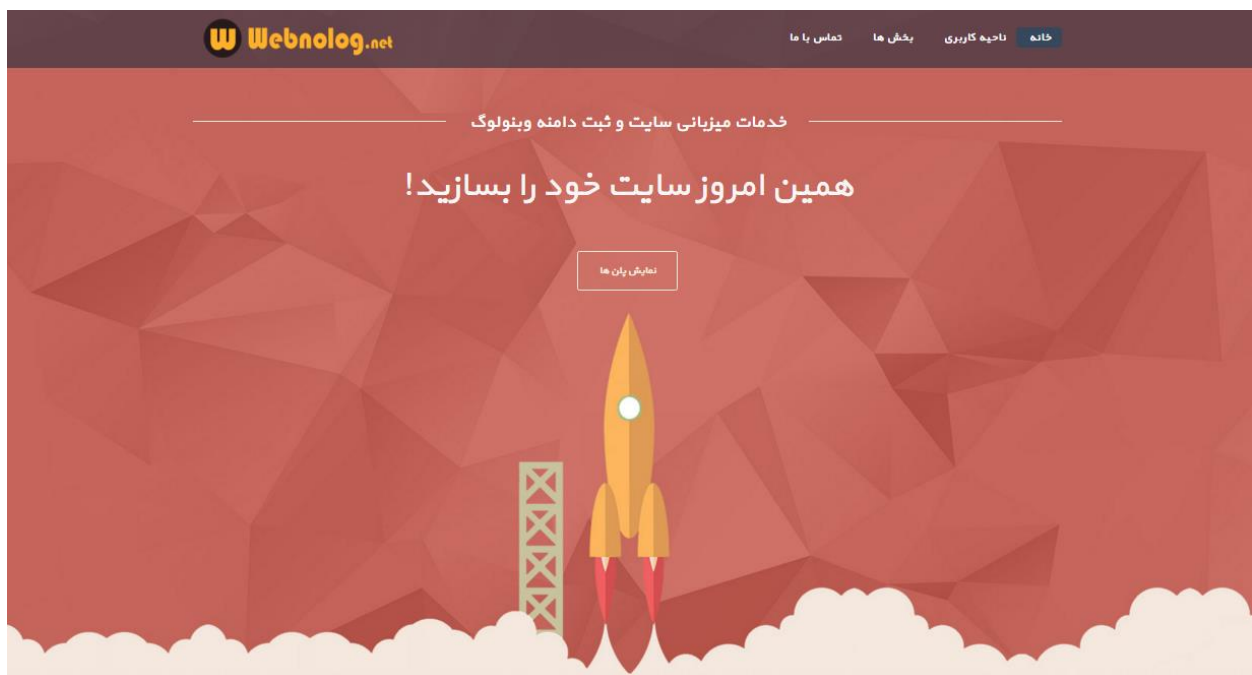 W Webnolog.net
خانه ناحیه کاربری بخش ها تماس با ما
خدمات میزبانی سایت و ثبت دامنه وبنولوگ
همین امروز سایت خود را بسازید!
نمایش پلن ها